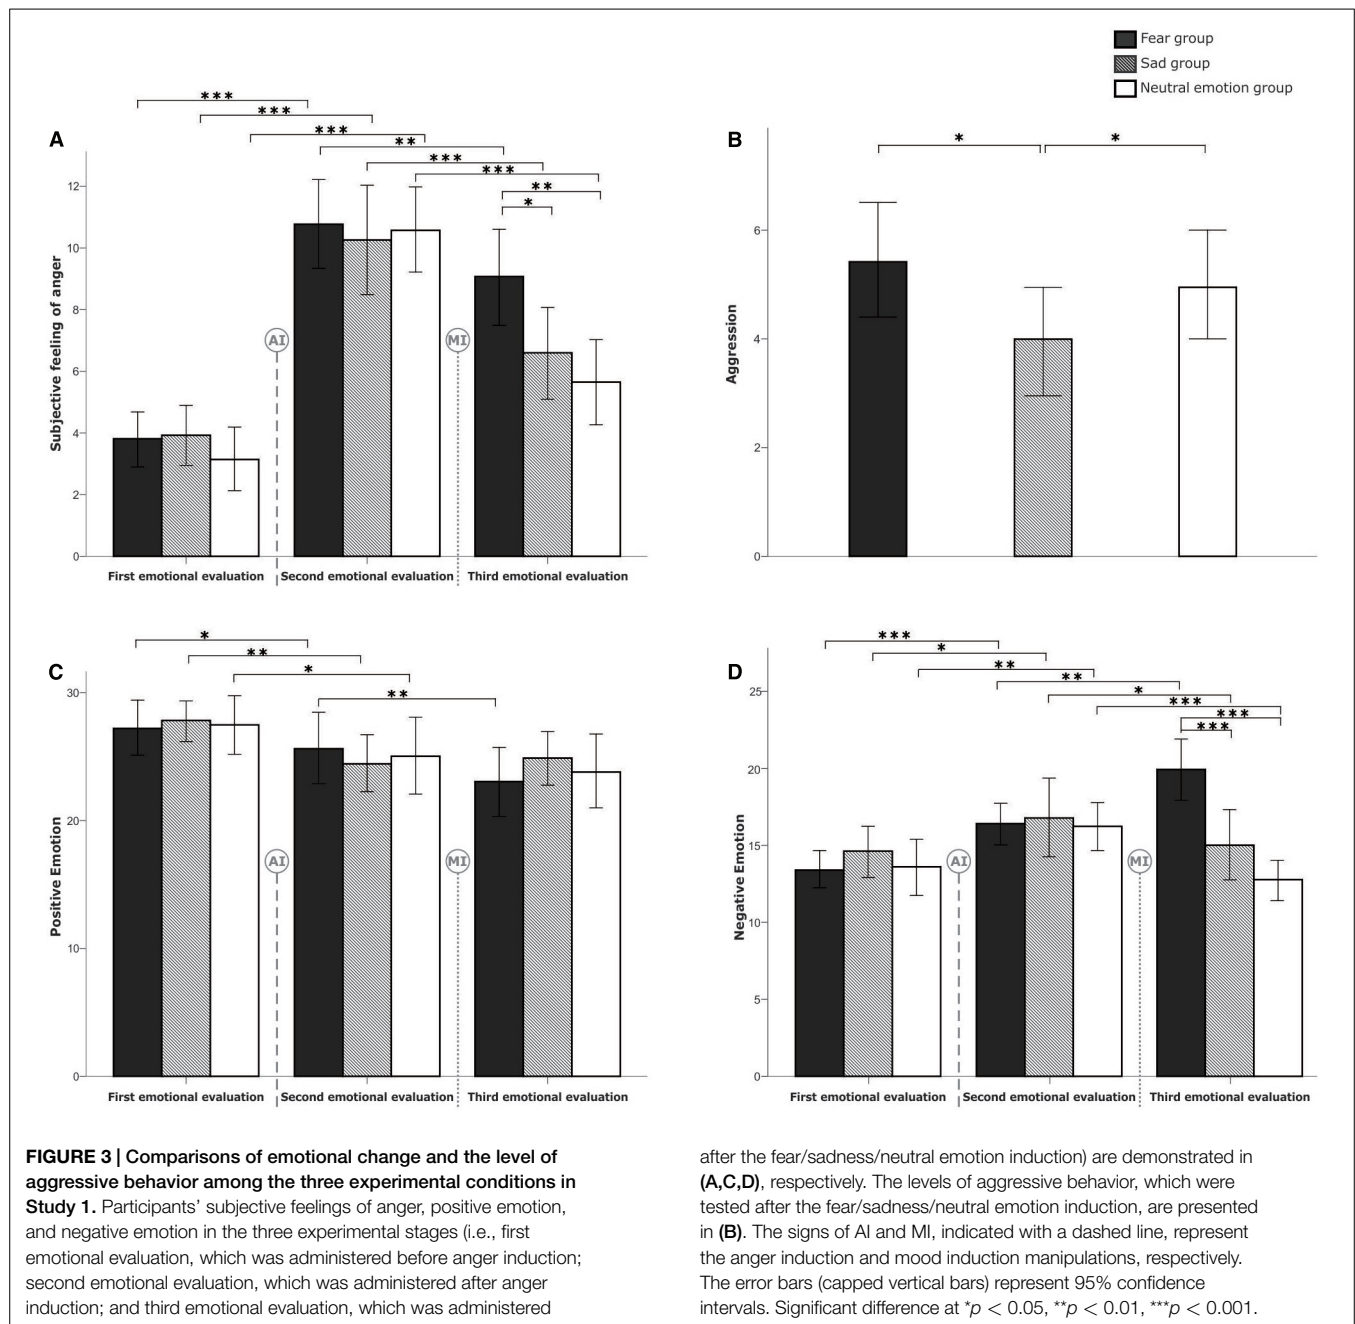 Fear group
Sad group
Neutral emotion group
A
***
***
***
**
***
***
**
*
Subjective feeling of anger
12
10
8
6
4
2
0
AI
MI
First emotional evaluation
Second emotional evaluation
Third emotional evaluation
B
*
*
Aggression
6
4
2
0
C
*
**
*
**
Positive Emotion
30
20
10
0
AI
MI
First emotional evaluation
Second emotional evaluation
Third emotional evaluation
D
***
*
**
**
*
***
***
***
Negative Emotion
25
20
15
10
5
0
AI
MI
First emotional evaluation
Second emotional evaluation
Third emotional evaluation
FIGURE 3 | Comparisons of emotional change and the level of
aggressive behavior among the three experimental conditions in
Study 1. Participants’ subjective feelings of anger, positive emotion,
and negative emotion in the three experimental stages (i.e., first
emotional evaluation, which was administered before anger induction;
second emotional evaluation, which was administered after anger
induction; and third emotional evaluation, which was administered
after the fear/sadness/neutral emotion induction) are demonstrated in
(A,C,D), respectively. The levels of aggressive behavior, which were
tested after the fear/sadness/neutral emotion induction, are presented
in (B). The signs of AI and MI, indicated with a dashed line, represent
the anger induction and mood induction manipulations, respectively.
The error bars (capped vertical bars) represent 95% confidence
intervals. Significant difference at *p < 0.05, **p < 0.01, ***p < 0.001.